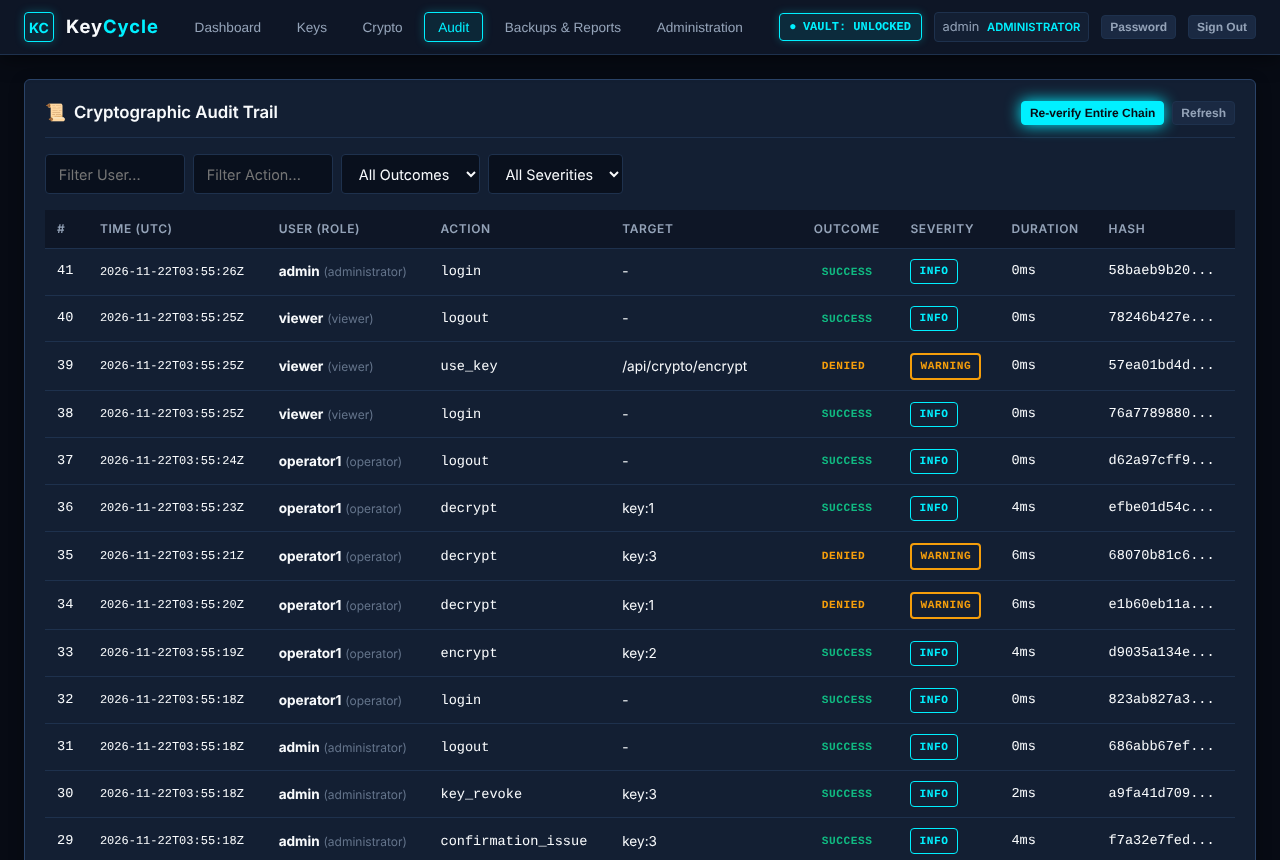 KC KeyCycle Dashboard Keys Crypto Audit Backups & Reports Administration ● VAULT: UNLOCKED admin ADMINISTRATOR Password Sign Out
📜 Cryptographic Audit Trail Re-verify Entire Chain Refresh
Filter User... Filter Action... All Outcomes All Severities
# TIME (UTC) USER (ROLE) ACTION TARGET OUTCOME SEVERITY DURATION HASH
41 2026-11-22T03:55:26Z admin (administrator) login - SUCCESS INFO 0ms 58baeb9b20...
40 2026-11-22T03:55:25Z viewer (viewer) logout - SUCCESS INFO 0ms 78246b427e...
39 2026-11-22T03:55:25Z viewer (viewer) use_key /api/crypto/encrypt DENIED WARNING 0ms 57ea01bd4d...
38 2026-11-22T03:55:25Z viewer (viewer) login - SUCCESS INFO 0ms 76a7789880...
37 2026-11-22T03:55:24Z operator1 (operator) logout - SUCCESS INFO 0ms d62a97cff9...
36 2026-11-22T03:55:23Z operator1 (operator) decrypt key:1 SUCCESS INFO 4ms efbe01d54c...
35 2026-11-22T03:55:21Z operator1 (operator) decrypt key:3 DENIED WARNING 6ms 68070b81c6...
34 2026-11-22T03:55:20Z operator1 (operator) decrypt key:1 DENIED WARNING 6ms e1b60eb11a...
33 2026-11-22T03:55:19Z operator1 (operator) encrypt key:2 SUCCESS INFO 4ms d9035a134e...
32 2026-11-22T03:55:18Z operator1 (operator) login - SUCCESS INFO 0ms 823ab827a3...
31 2026-11-22T03:55:18Z admin (administrator) logout - SUCCESS INFO 0ms 686abb67ef...
30 2026-11-22T03:55:18Z admin (administrator) key_revoke key:3 SUCCESS INFO 2ms a9fa41d709...
29 2026-11-22T03:55:18Z admin (administrator) confirmation_issue key:3 SUCCESS INFO 4ms f7a32e7fed...